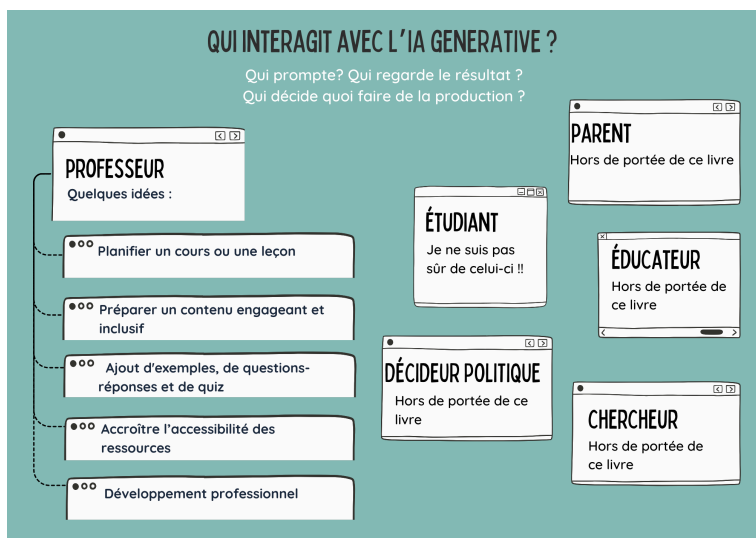 QUI INTERAGIT AVEC L'IA GENERATIVE ?
Qui prompte? Qui regarde le résultat ?
Qui décide quoi faire de la production ?
PROFESSEUR
Quelques idées :
Planifier un cours ou une leçon
Préparer un contenu engageant et
inclusif
Ajout d'exemples, de questions-
réponses et de quiz
Accroître l'accessibilité des
ressources
Développement professionnel
ÉTUDIANT
Je ne suis pas
sûr de celui-ci !!
DÉCIDEUR POLITIQUE
Hors de portée de ce
livre
PARENT
Hors de portée de ce livre
ÉDUCATEUR
Hors de portée de
ce livre
CHERCHEUR
Hors de portée de
ce livre